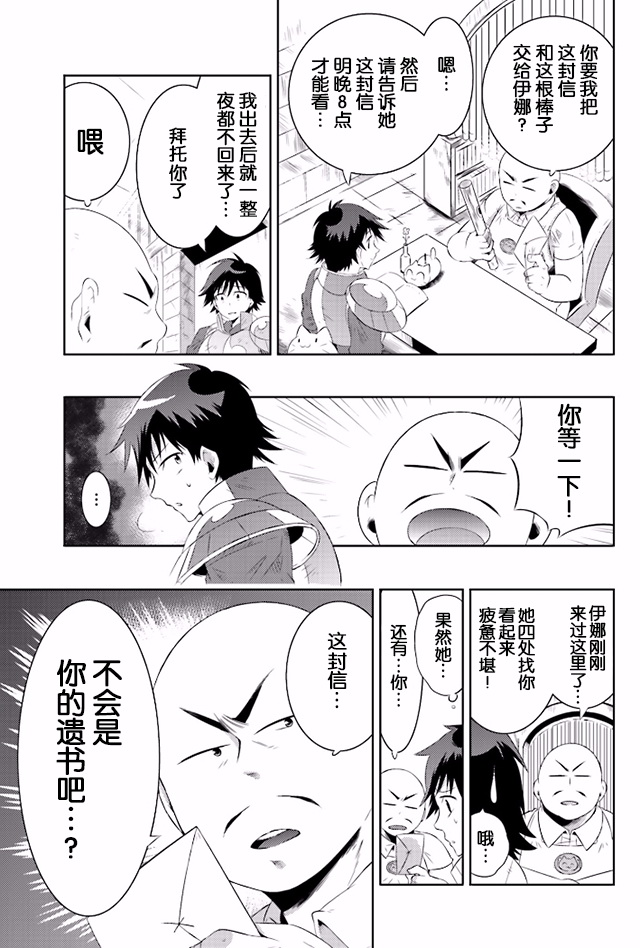 你要我把
这封信
和这根棒子
交给伊娜?
嗯…
然后
请告诉她
这封信
明晚8点
才能看…
我出去后就一整
夜都不回来了…
拜托你了
喂
你等一下!
…
伊娜刚刚
来过这里了…
她四处找你
看起来
疲惫不堪!
哦…
果然她…
还有…你…
这封信…
不会是
你的遗书吧…?